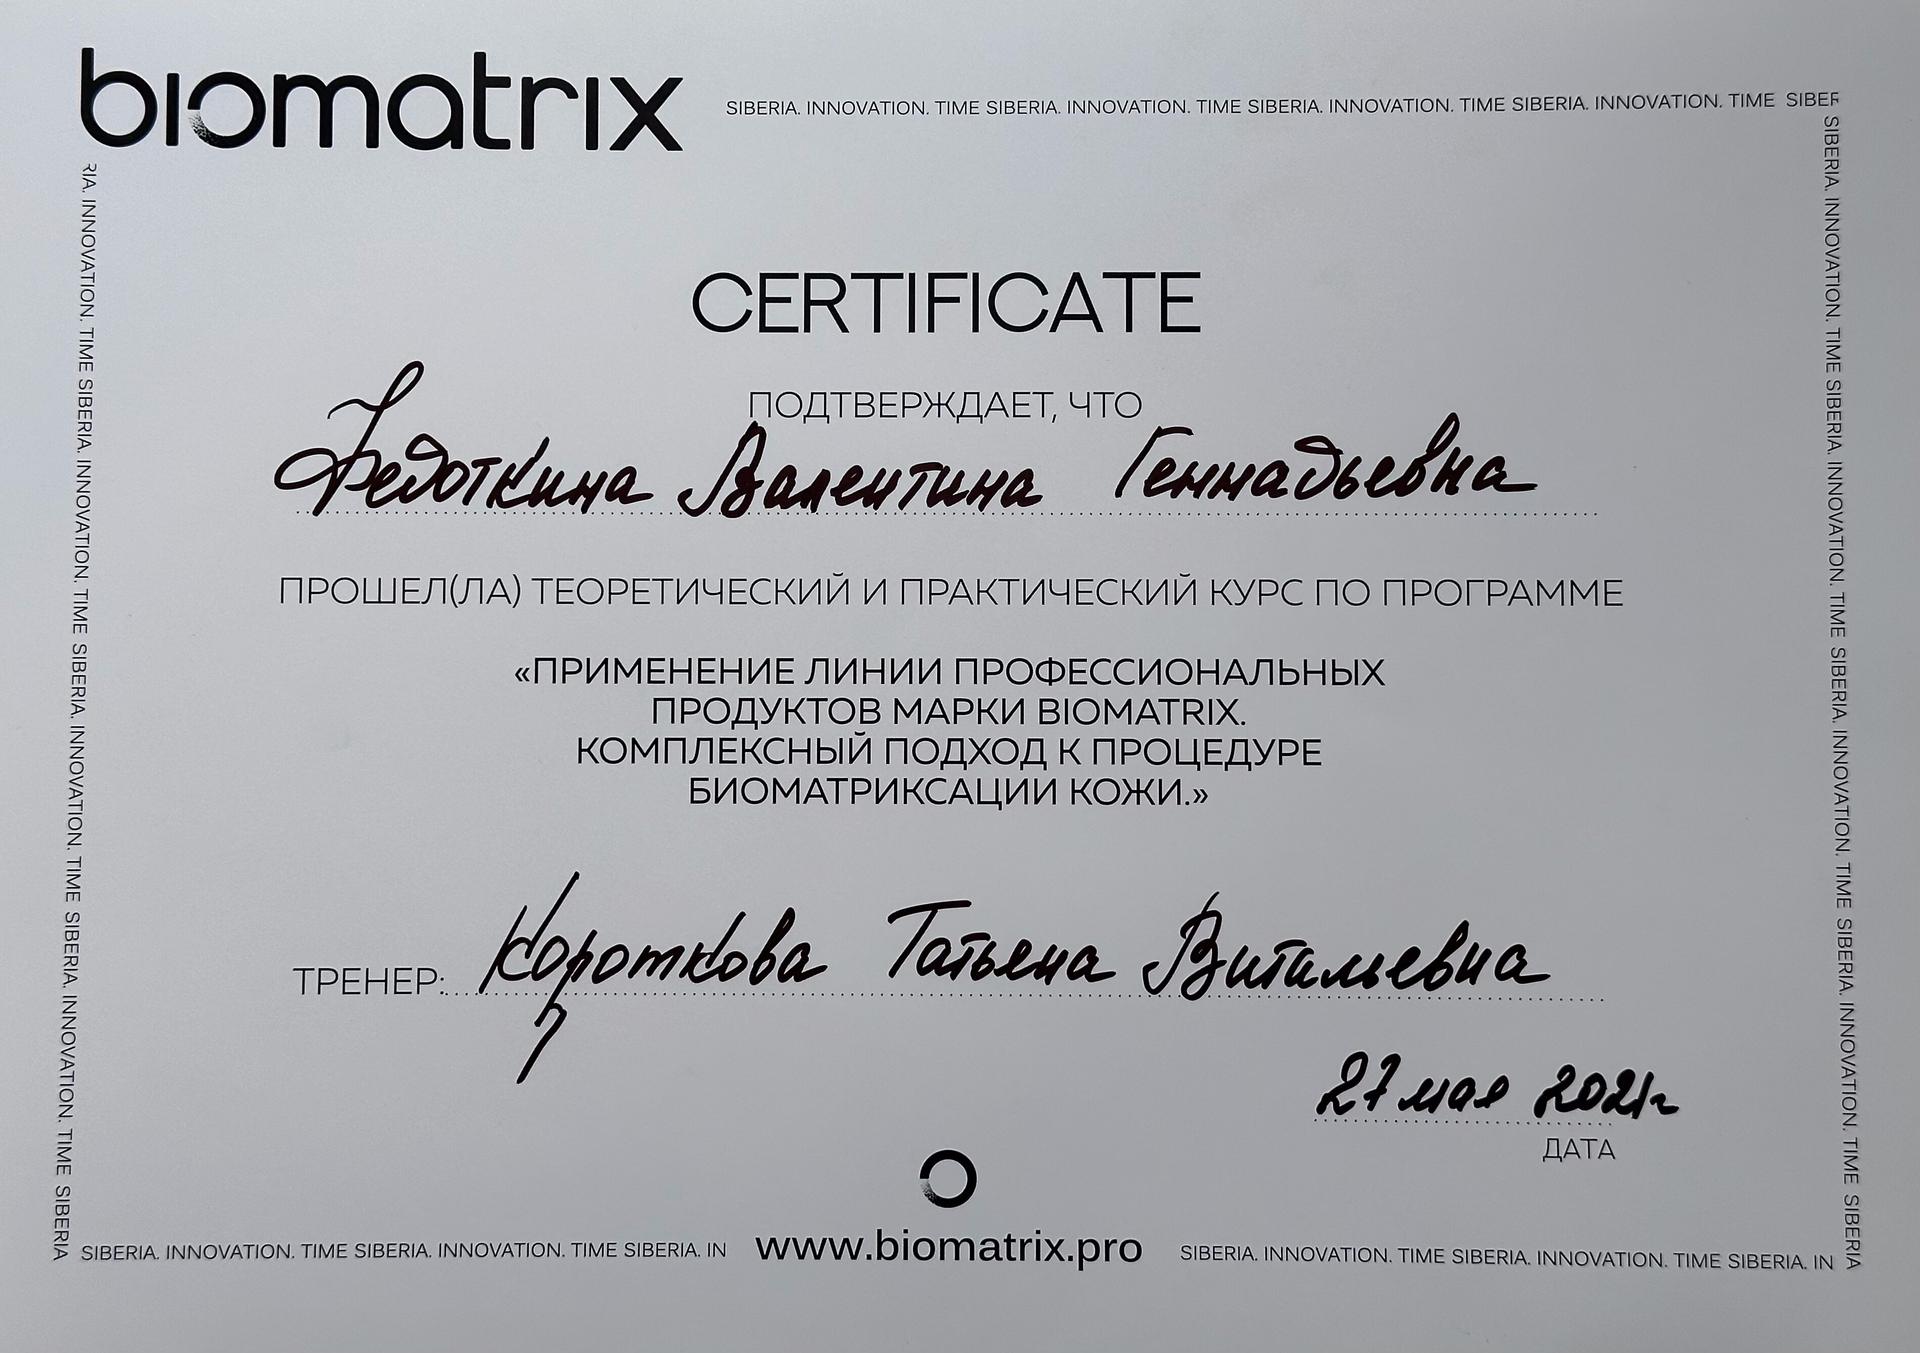 biomatrix
SIBERIA. INNOVATION. TIME SIBERIA. INNOVATION. TIME SIBERIA. INNOVATION. TIME SIBERIA. INNOVATION. TIME SIBER
RIA. INNOVATION. TIME SIBERIA. INNOVATION. TIME SIBERIA. INNOVATION. TIME SIBERIA. INNOVATION. TIME SIBERIA
SIBERIA. INNOVATION. TIME SIBERIA. INNOVATION. TIME SIBERIA. INNOVATION. TIME SIBERIA. INNOVATION. TIME SIBERIA
CERTIFICATE
ПОДТВЕРЖДАЕТ, ЧТО
Федоткина Валентина Геннадьевна
ПРОШЕЛ(ЛА) ТЕОРЕТИЧЕСКИЙ И ПРАКТИЧЕСКИЙ КУРС ПО ПРОГРАММЕ
«ПРИМЕНЕНИЕ ЛИНИИ ПРОФЕССИОНАЛЬНЫХ
ПРОДУКТОВ МАРКИ BIOMATRIX.
КОМПЛЕКСНЫЙ ПОДХОД К ПРОЦЕДУРЕ
БИОМАТРИКСАЦИИ КОЖИ.»
ТРЕНЕР: Короткова Татьяна Витальевна
27 мая 2021г
ДАТА
SIBERIA. INNOVATION. TIME SIBERIA. INNOVATION. TIME SIBERIA. IN www.biomatrix.pro SIBERIA. INNOVATION. TIME SIBERIA. INNOVATION. TIME SIBERIA. IN